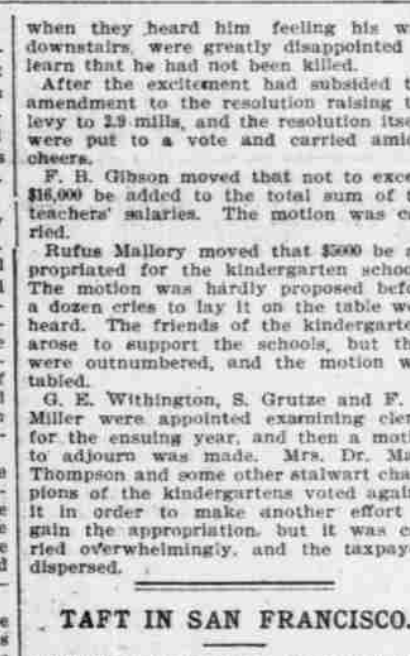 when they heard him feeling his w
downstairs, were greatly disappointed
learn that he had not been killed.
After the excitement had subsided t
amendment to the resolution raising t
levy to 2.9 mills, and the resolution itse
were put to a vote and carried amid
cheers.
F. B. Gibson moved that not to exce
$16,000 be added to the total sum of t
teachers' salaries. The motion was c
ried.
Rufus Mallory moved that $5000 be a
propriated for the kindergarten schoo
The motion was hardly proposed befo
a dozen cries to lay it on the table we
heard. The friends of the kindergarte
arose to support the schools, but th
were outnumbered, and the motion w
tabled.
G. E. Withington, S. Grutze and F.
Miller were appointed examining cler
for the ensuing year, and then a moti
to adjourn was made. Mrs. Dr. Ma
Thompson and some other stalwart cha
pions of the kindergartens voted again
it in order to make another effort
gain the appropriation, but it was c
ried overwhelmingly, and the taxpay
dispersed.
TAFT IN SAN FRANCISCO.